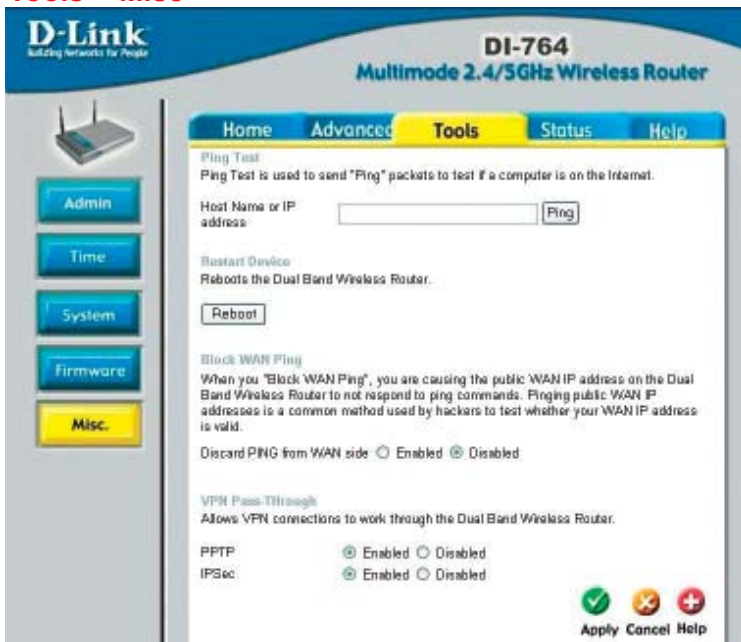 Tools > Misc
D-Link
Building Networks for People
DI-764
Multimode 2.4/5GHz Wireless Router
Home Advanced Tools Status Help
Admin
Time
System
Firmware
Misc.
Ping Test
Ping Test is used to send "Ping" packets to test if a computer is on the Internet.
Host Name or IP
address
Ping
Restart Device
Reboots the Dual Band Wireless Router.
Reboot
Block WAN Ping
When you "Block WAN Ping", you are causing the public WAN IP address on the Dual
Band Wireless Router to not respond to ping commands. Pinging public WAN IP
addresses is a common method used by hackers to test whether your WAN IP address
is valid.
Discard PING from WAN side Enabled Disabled
VPN Pass-Through
Allows VPN connections to work through the Dual Band Wireless Router.
PPTP Enabled Disabled
IPSec Enabled Disabled
Apply Cancel Help